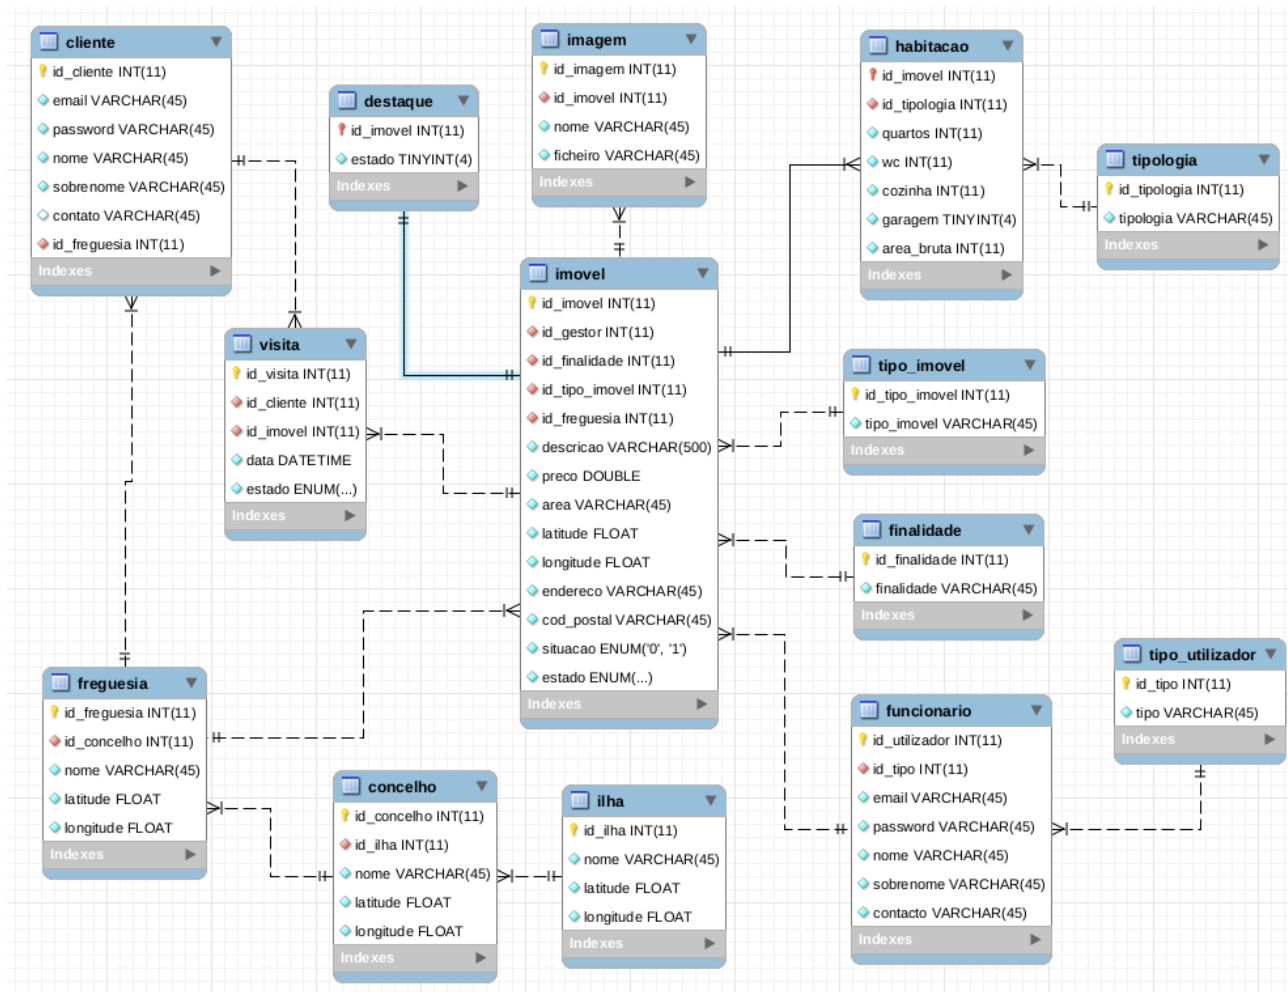 cliente
id_cliente INT(11)
email VARCHAR(45)
password VARCHAR(45)
nome VARCHAR(45)
sobrenome VARCHAR(45)
contato VARCHAR(45)
id_freguesia INT(11)
Indexes
destaque
id_imovel INT(11)
estado TINYINT(4)
Indexes
imagem
id_imagem INT(11)
id_imovel INT(11)
nome VARCHAR(45)
ficheiro VARCHAR(45)
Indexes
habitacao
id_imovel INT(11)
id_tipologia INT(11)
quartos INT(11)
wc INT(11)
cozinha INT(11)
garagem TINYINT(4)
area_bruta INT(11)
Indexes
tipologia
id_tipologia INT(11)
tipologia VARCHAR(45)
Indexes
visita
id_visita INT(11)
id_cliente INT(11)
id_imovel INT(11)
data DATETIME
estado ENUM(...)
Indexes
imovel
id_imovel INT(11)
id_gestor INT(11)
id_finalidade INT(11)
id_tipo_imovel INT(11)
id_freguesia INT(11)
descricao VARCHAR(500)
preco DOUBLE
area VARCHAR(45)
latitude FLOAT
longitude FLOAT
endereco VARCHAR(45)
cod_postal VARCHAR(45)
situacao ENUM('0', '1')
estado ENUM(...)
Indexes
tipo_imovel
id_tipo_imovel INT(11)
tipo_imovel VARCHAR(45)
Indexes
finalidade
id_finalidade INT(11)
finalidade VARCHAR(45)
Indexes
tipo_utilizador
id_tipo INT(11)
tipo VARCHAR(45)
Indexes
freguesia
id_freguesia INT(11)
id_concelho INT(11)
nome VARCHAR(45)
latitude FLOAT
longitude FLOAT
Indexes
concelho
id_concelho INT(11)
id_ilha INT(11)
nome VARCHAR(45)
latitude FLOAT
longitude FLOAT
Indexes
ilha
id_ilha INT(11)
nome VARCHAR(45)
latitude FLOAT
longitude FLOAT
Indexes
funcionario
id_utilizador INT(11)
id_tipo INT(11)
email VARCHAR(45)
password VARCHAR(45)
nome VARCHAR(45)
sobrenome VARCHAR(45)
contacto VARCHAR(45)
Indexes